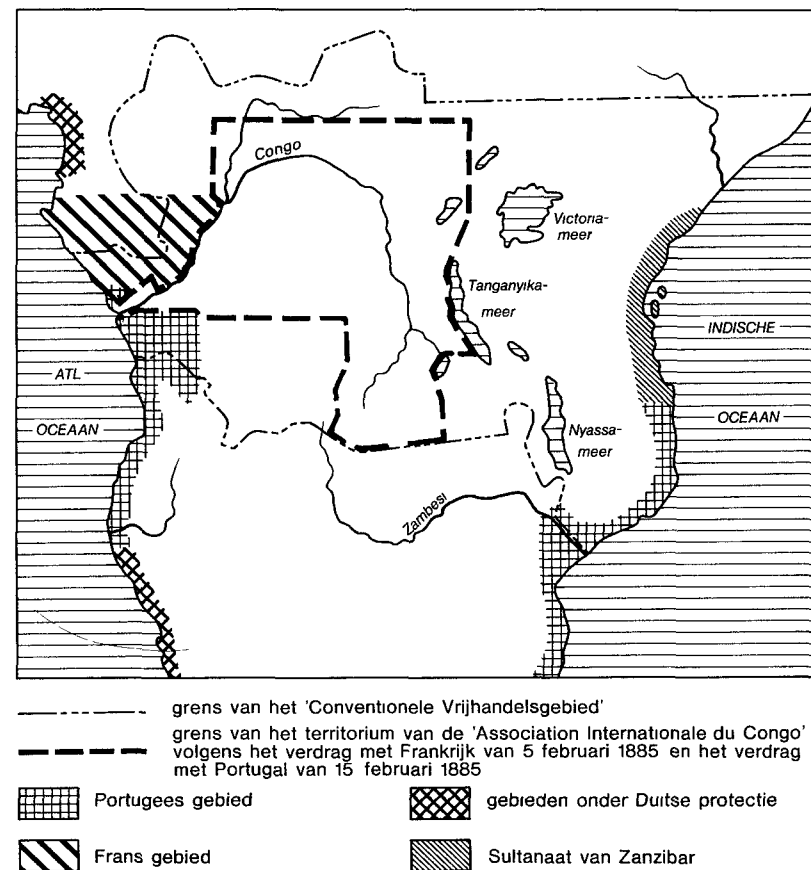 Congo
Victoria-
meer
Tanganyika-
meer
INDISCHE
ATL
OCEAAN
OCEAAN
Nyassa-
meer
Zambesi
grens van het 'Conventionele Vrijhandelsgebied'
grens van het territorium van de 'Association Internationale du Congo'
volgens het verdrag met Frankrijk van 5 februari 1885 en het verdrag
met Portugal van 15 februari 1885
Portugees gebied
gebieden onder Duitse protectie
Frans gebied
Sultanaat van Zanzibar